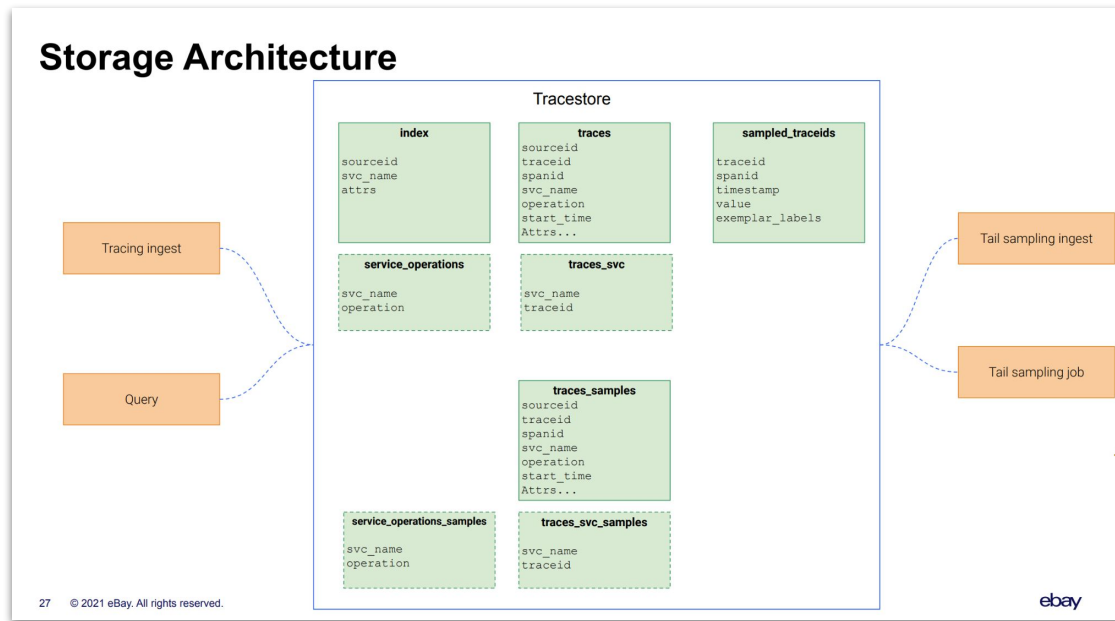 Storage Architecture
Tracestore
index
sourceid
svc_name
attrs
traces
sourceid
traceid
spanid
svc_name
operation
start_time
Attrs...
sampled_traceids
traceid
spanid
timestamp
value
exemplar_labels
Tracing ingest
Tail sampling ingest
service_operations
svc_name
operation
traces_svc
svc_name
traceid
Query
Tail sampling job
traces_samples
sourceid
traceid
spanid
svc_name
operation
start_time
Attrs...
service_operations_samples
svc_name
operation
traces_svc_samples
svc_name
traceid
27 © 2021 eBay. All rights reserved.
ebay